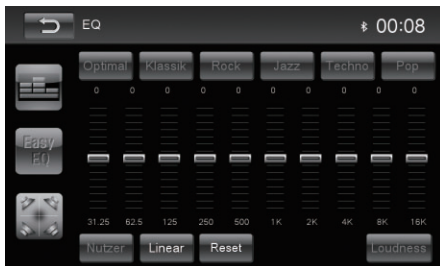 EQ 00:08
Optimal Klassik Rock Jazz Techno Pop
0 0 0 0 0 0 0 0 0 0
Easy
EQ
31.25 62.5 125 250 500 1K 2K 4K 8K 16K
Nutzer Linear Reset Loudness